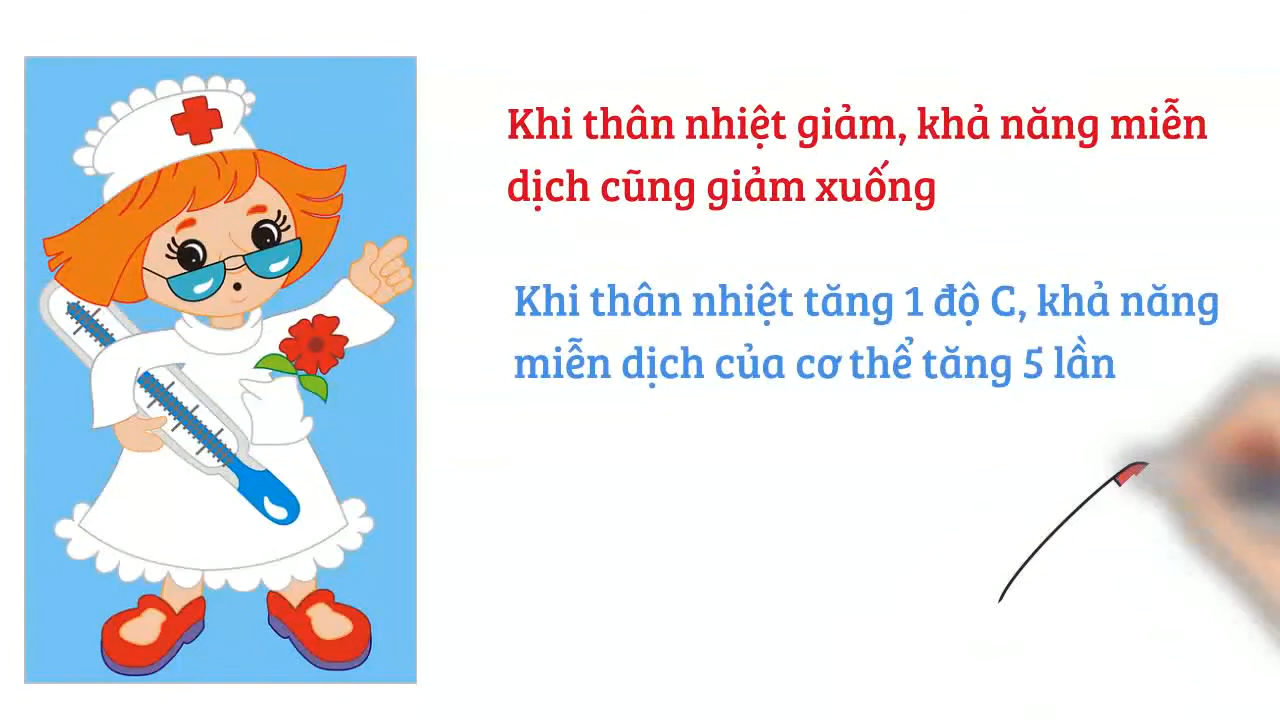 Khi thân nhiệt giảm, khả năng miễn
dịch cũng giảm xuống
Khi thân nhiệt tăng 1 độ C, khả năng
miễn dịch của cơ thể tăng 5 lần